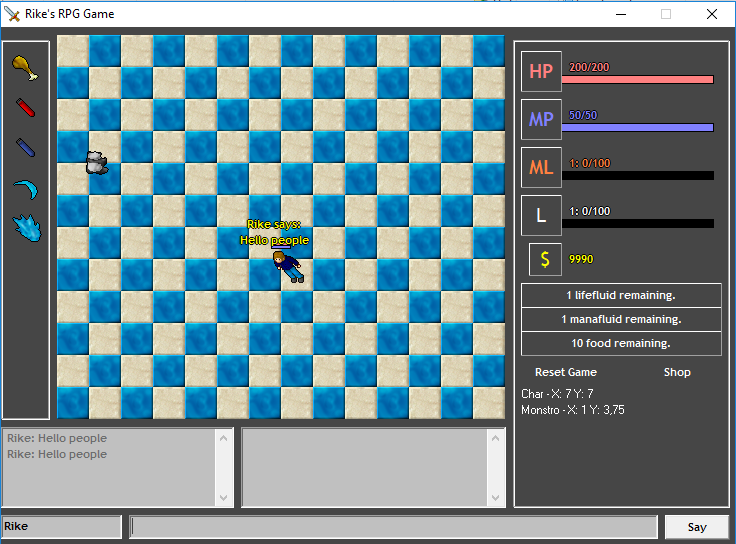 Rike's RPG Game
HP
200/200
MP
50/50
ML
1: 0/100
L
1: 0/100
$
9990
1 lifefluid remaining.
1 manafluid remaining.
10 food remaining.
Reset Game
Shop
Char - X: 7 Y: 7
Monstro - X: 1 Y: 3,75
Rike says:
Hello people
Rike: Hello people
Rike: Hello people
Rike
Say